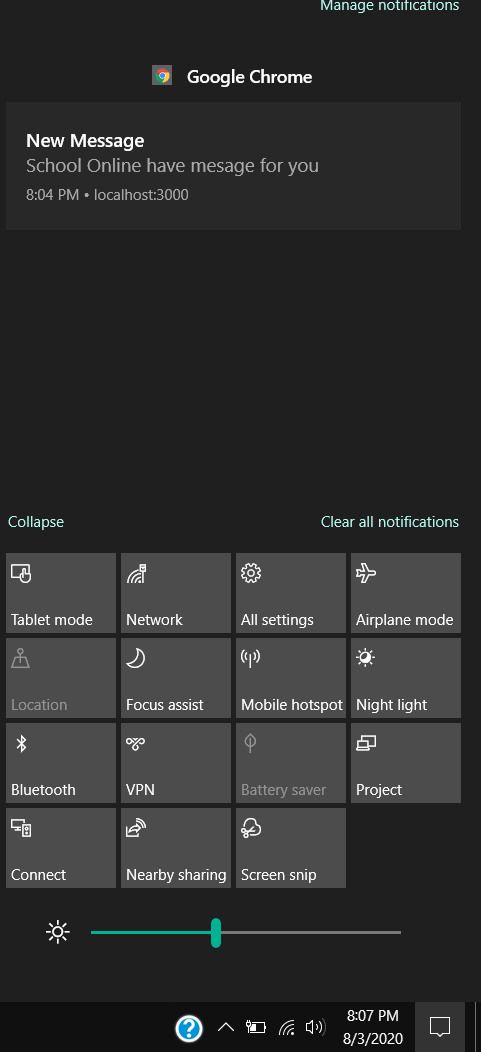 Manage notifications
Google Chrome
New Message
School Online have mesage for you
8:04 PM • localhost:3000
Collapse Clear all notifications
Tablet mode Network All settings Airplane mode
Location Focus assist Mobile hotspot Night light
Bluetooth VPN Battery saver Project
Connect Nearby sharing Screen snip
8:07 PM
8/3/2020